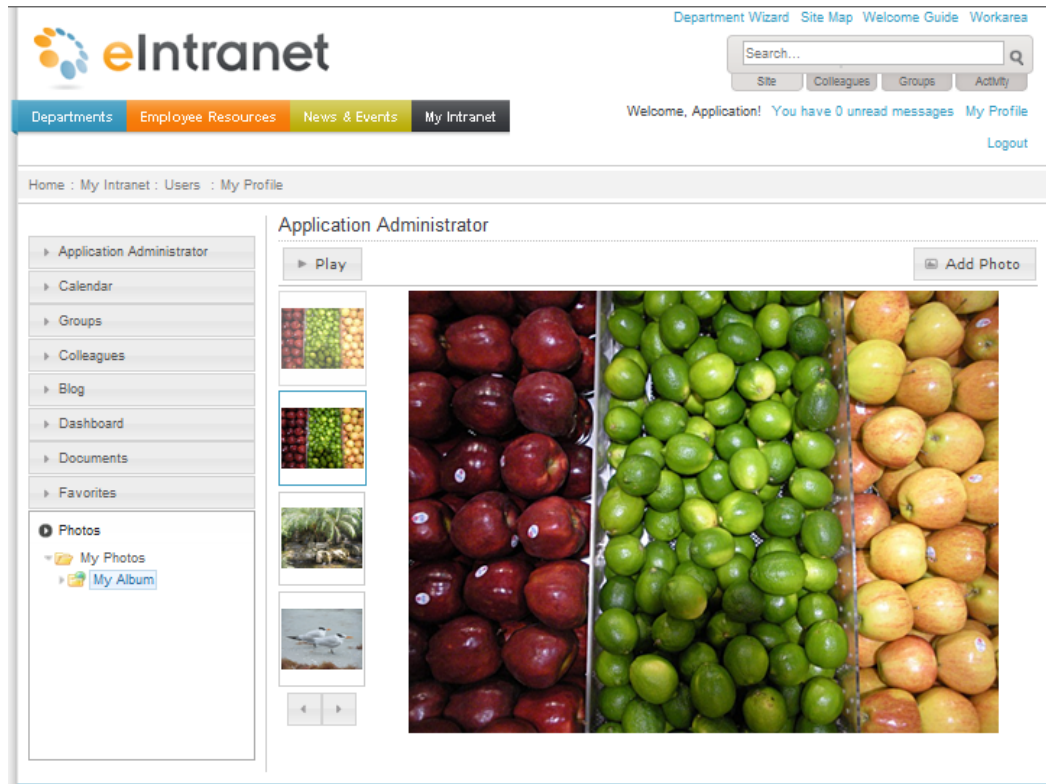 Department Wizard Site Map Welcome Guide Workarea
eIntranet
Search...
Site Colleagues Groups Activity
Departments Employee Resources News & Events My Intranet
Welcome, Application! You have 0 unread messages My Profile
Logout
Home : My Intranet : Users : My Profile
Application Administrator
Application Administrator
Calendar
Groups
Colleagues
Blog
Dashboard
Documents
Favorites
Photos
My Photos
My Album
Play
Add Photo